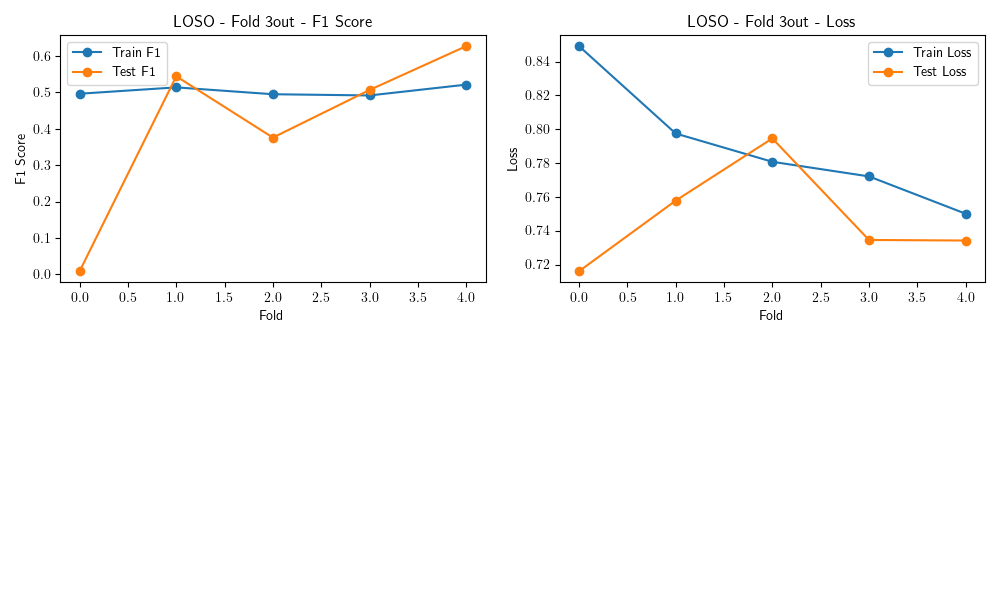 LOSO - Fold 3out - F1 Score
Train F1
Test F1
F1 Score
0.6
0.5
0.4
0.3
0.2
0.1
0.0
0.0 0.5 1.0 1.5 2.0 2.5 3.0 3.5 4.0
Fold
LOSO - Fold 3out - Loss
Train Loss
Test Loss
Loss
0.84
0.82
0.80
0.78
0.76
0.74
0.72
0.0 0.5 1.0 1.5 2.0 2.5 3.0 3.5 4.0
Fold